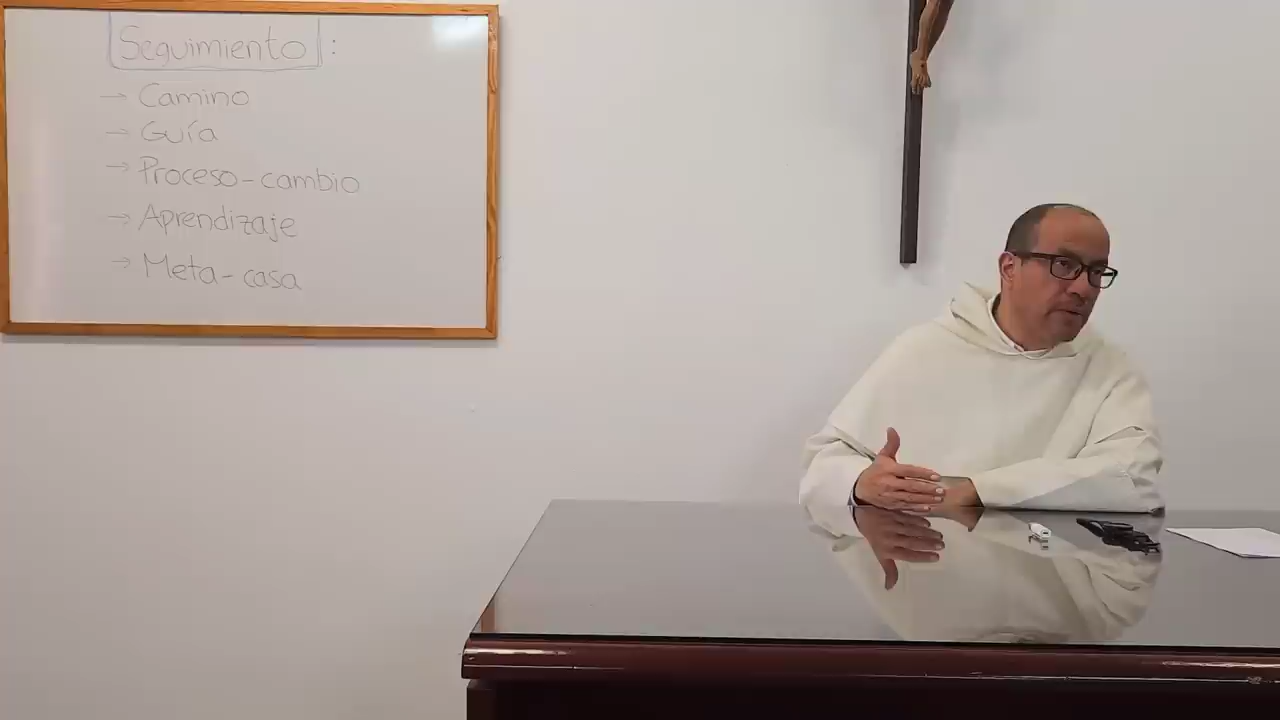 Seguimiento :
→ Camino
→ Guía
→ Proceso-cambio
→ Aprendizaje
→ Meta-casa